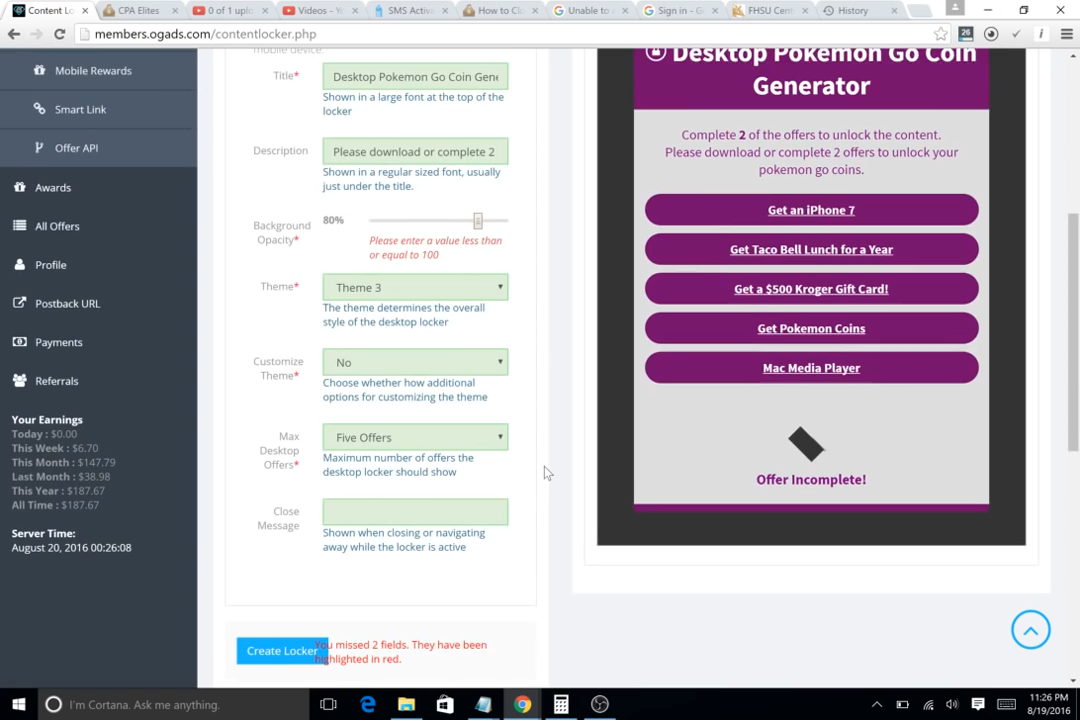 Content Lo
CPA Elites
0 of 1 uplo
Videos - Yo
SMS Activa
How to Clo
Unable to a
Sign in - Go
FHSU Cent
History
members.ogads.com/contentlocker.php
26
Mobile Rewards
Smart Link
Offer API
Awards
All Offers
Profile
Postback URL
Payments
Referrals
Your Earnings
Today : $0.00
This Week : $6.70
This Month : $147.79
Last Month : $38.98
This Year : $187.67
All Time : $187.67
Server Time:
August 20, 2016 00:26:08
mobile device.
Title*
Desktop Pokemon Go Coin Gene
Shown in a large font at the top of the
locker
Description
Please download or complete 2
Shown in a regular sized font, usually
just under the title.
Background
Opacity*
80%
Please enter a value less than
or equal to 100
Theme*
Theme 3
The theme determines the overall
style of the desktop locker
Customize
Theme*
No
Choose whether how additional
options for customizing the theme
Max
Desktop
Offers*
Five Offers
Maximum number of offers the
desktop locker should show
Close
Message
Shown when closing or navigating
away while the locker is active
Create Locker
You missed 2 fields. They have been
highlighted in red.
Desktop Pokemon Go Coin
Generator
Complete 2 of the offers to unlock the content.
Please download or complete 2 offers to unlock your
pokemon go coins.
Get an iPhone 7
Get Taco Bell Lunch for a Year
Get a $500 Kroger Gift Card!
Get Pokemon Coins
Mac Media Player
Offer Incomplete!
I'm Cortana. Ask me anything.
11:26 PM
8/19/2016